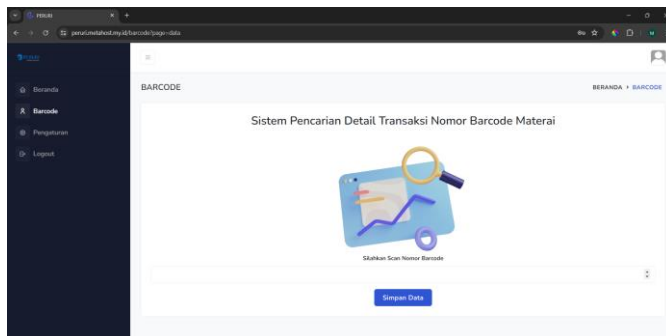 PERURI
peruri.metahost.my.id/barcode?page=data
PERURI
Beranda
Barcode
Pengaturan
Logout
BARCODE
BERANDA > BARCODE
Sistem Pencarian Detail Transaksi Nomor Barcode Materai
Silahkan Scan Nomor Barcode
Simpan Data